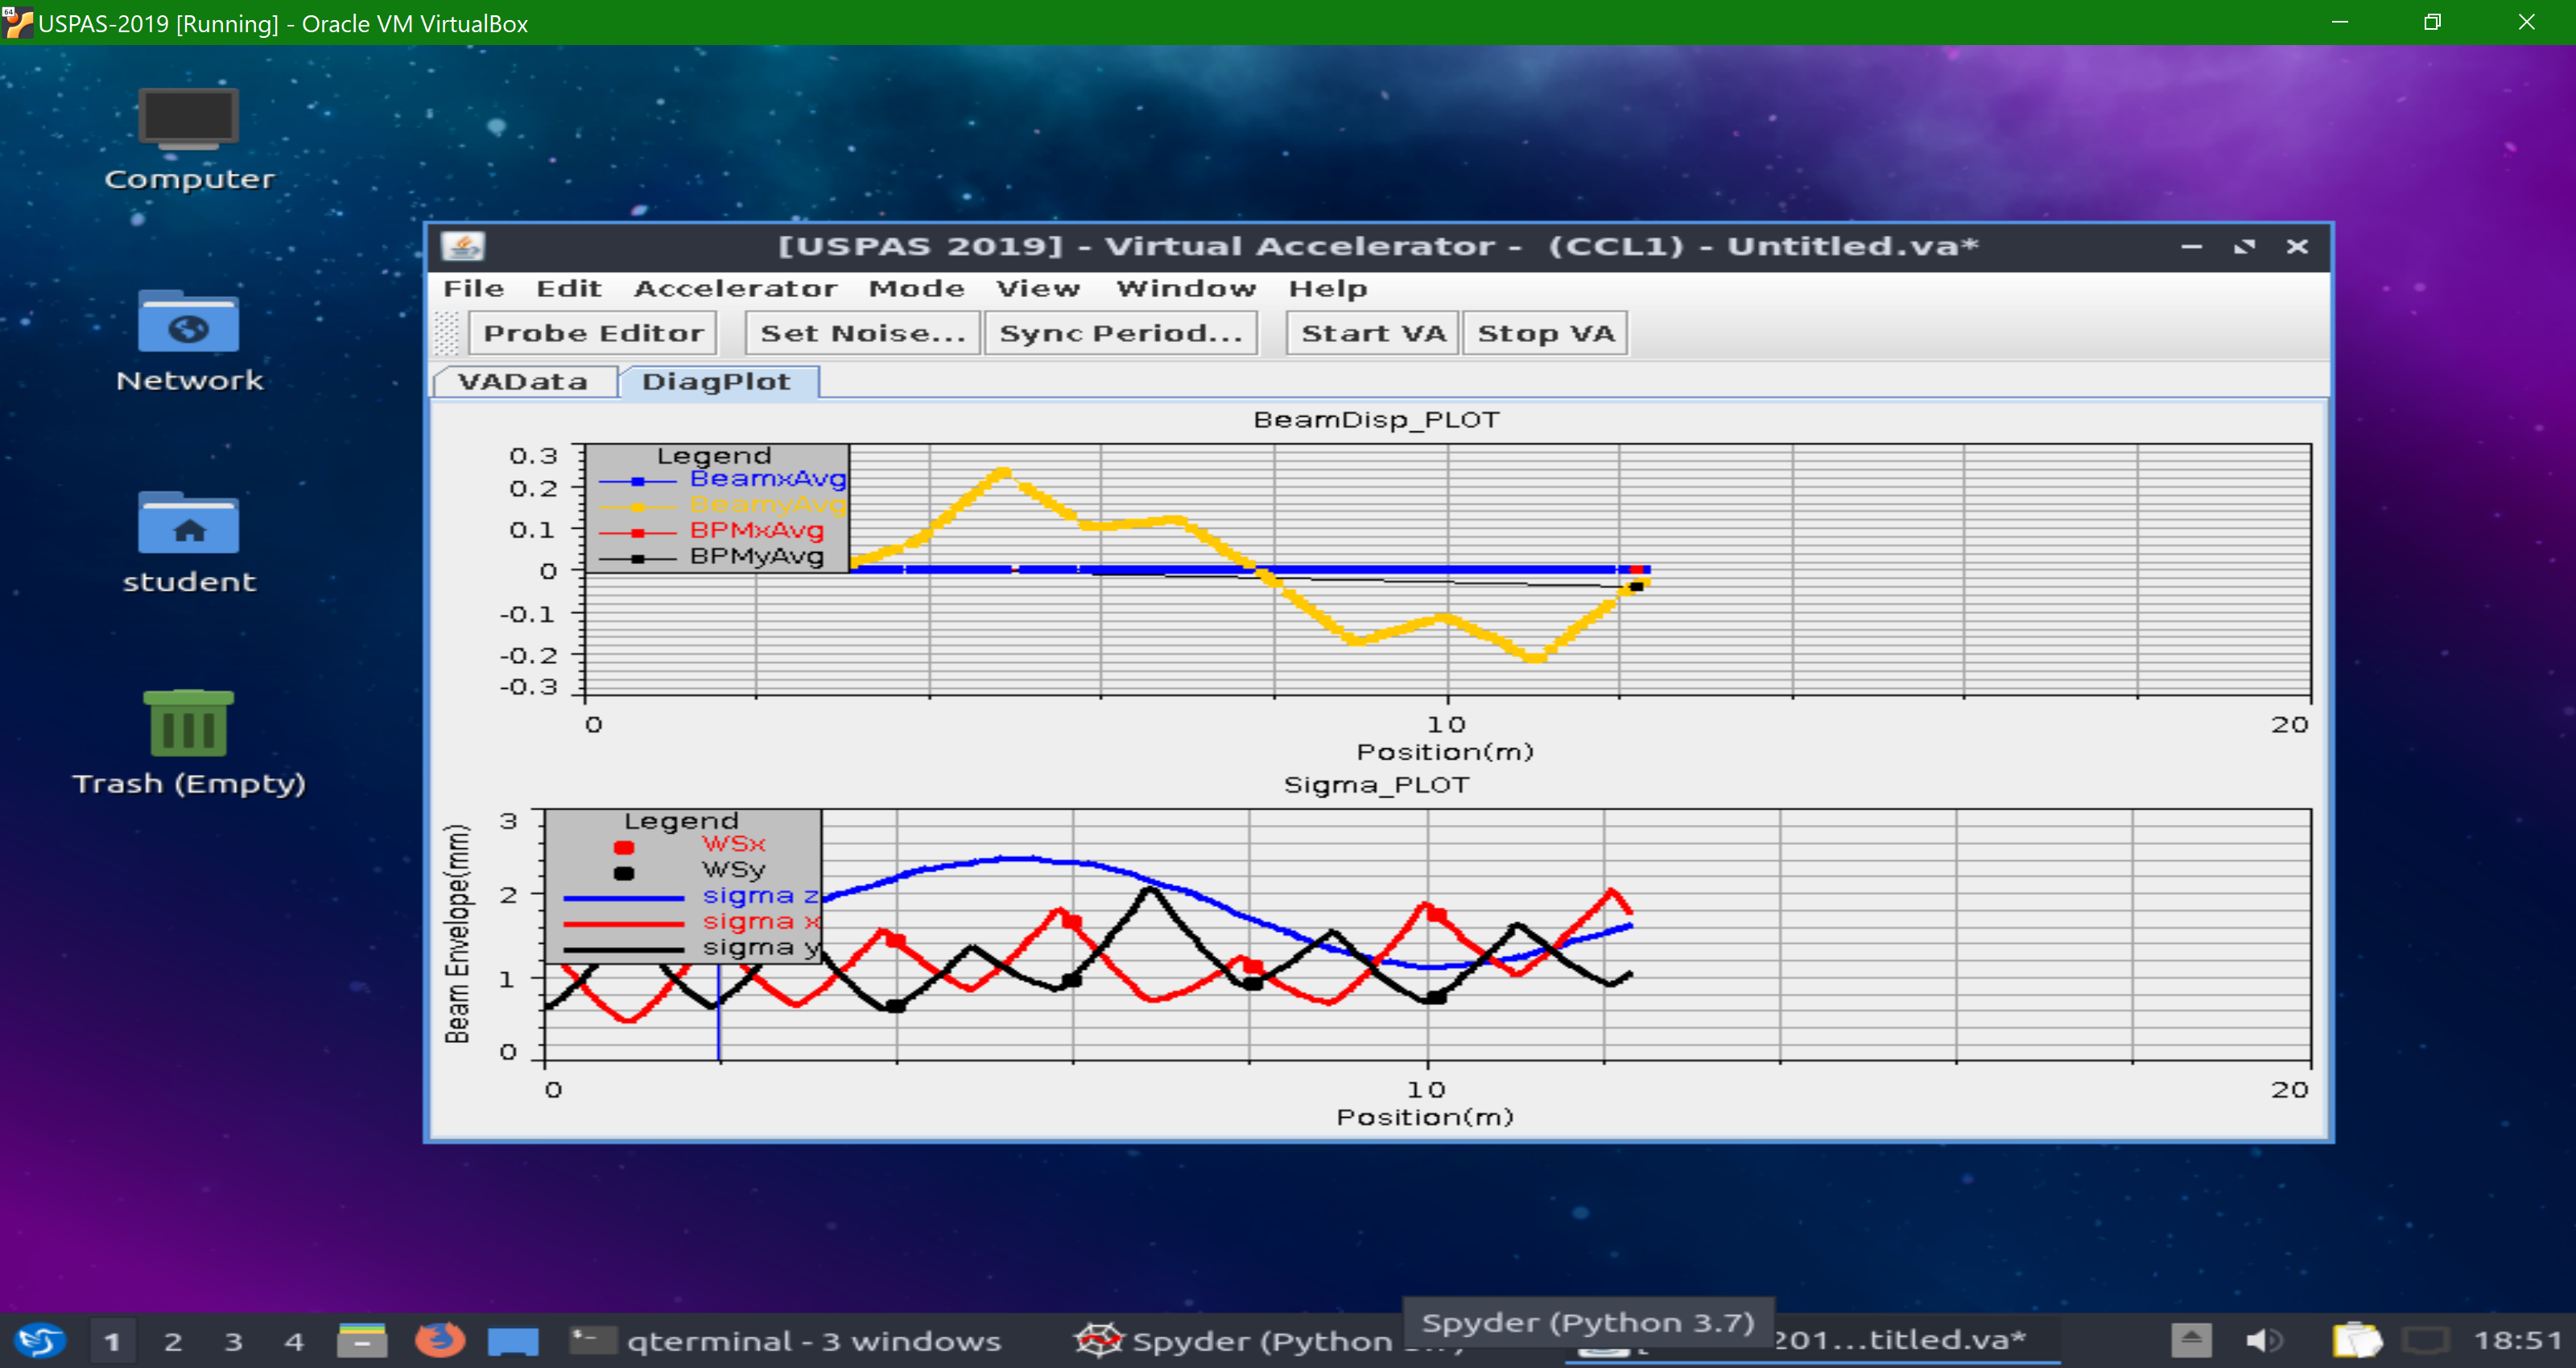 64
USPAS-2019 [Running] - Oracle VM VirtualBox
Computer
Network
student
Trash (Empty)
[USPAS 2019] - Virtual Accelerator - (CCL1) - Untitled.va*
File Edit Accelerator Mode View Window Help
Probe Editor Set Noise... Sync Period... Start VA Stop VA
VAData DiagPlot
BeamDisp_PLOT
Legend
BeamxAvg
BeamyAvg
BPMxAvg
BPMyAvg
0.3
0.2
0.1
0
-0.1
-0.2
-0.3
0 10 20
Position(m)
Sigma_PLOT
Legend
WSx
WSy
sigma z
sigma x
sigma y
Beam Envelope(mm)
3
2
1
0
0 10 20
Position(m)
Spyder (Python 3.7)
1 2 3 4 qterminal - 3 windows Spyder (Python 201...titled.va* 18:51